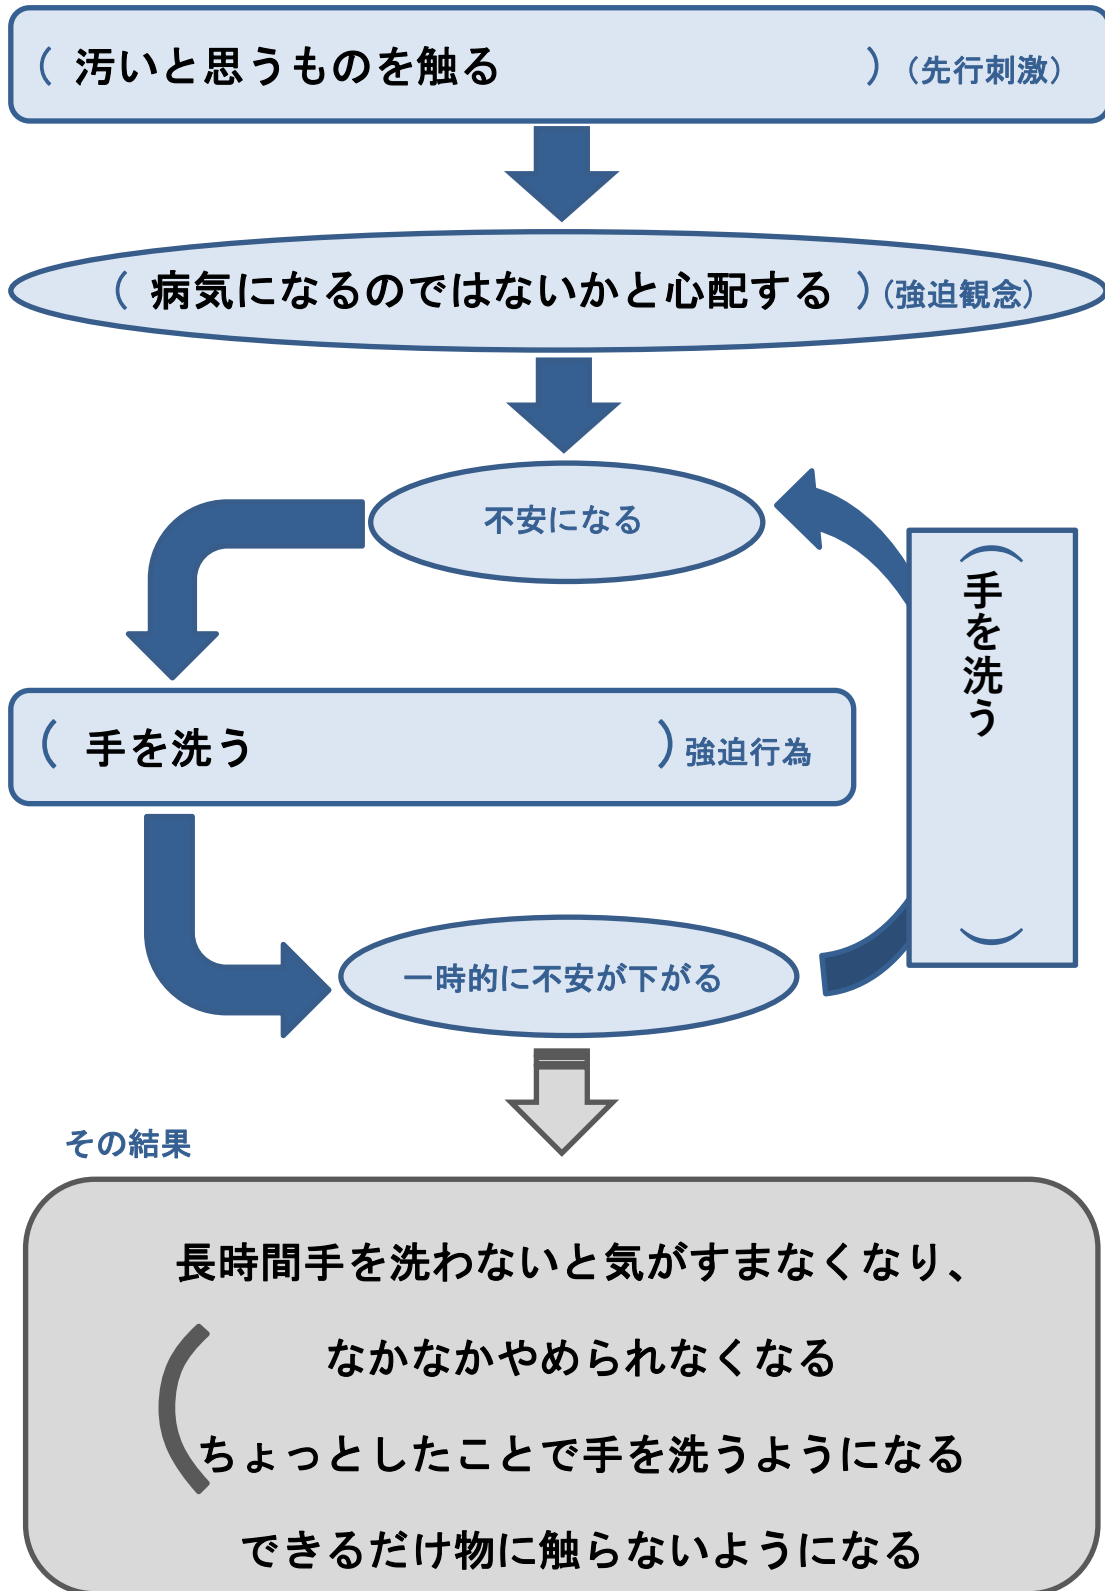 （ 汚いと思うものを触る ）（先行刺激）
（ 病気になるのではないかと心配する ）（強迫観念）
不安になる
（手を洗う）
（ 手を洗う ）強迫行為
一時的に不安が下がる
その結果
長時間手を洗わないと気がすまなくなり、
（ なかなかやめられなくなる
ちょっとしたことで手を洗うようになる
できるだけ物に触らないようになる